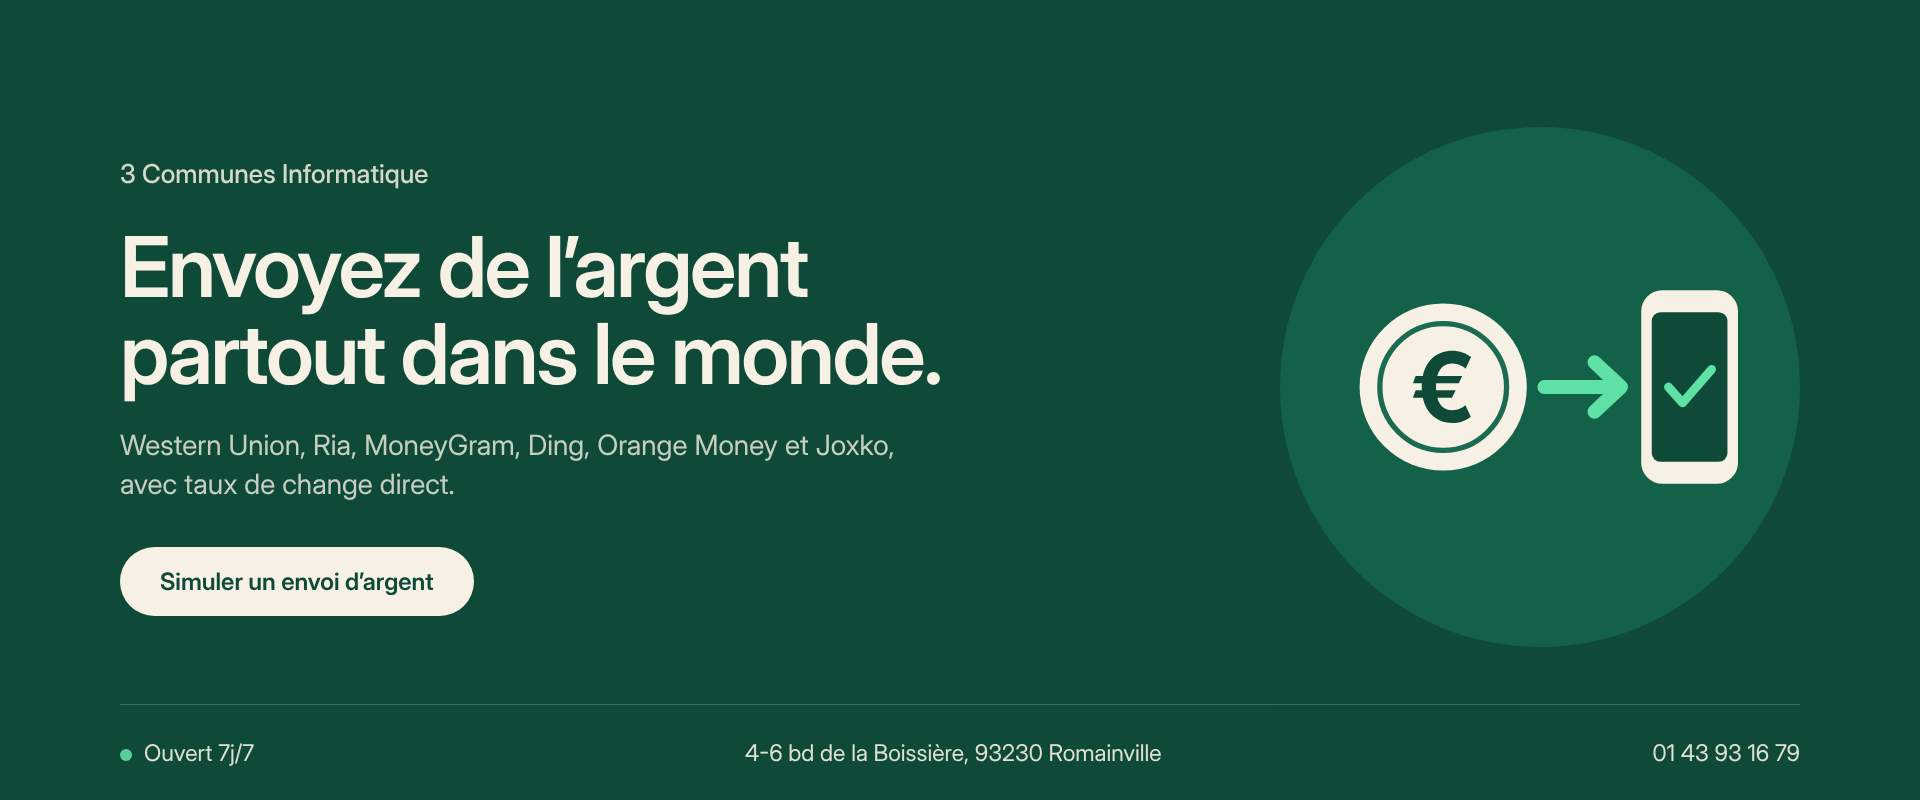 3 Communes Informatique
Envoyez de l’argent
partout dans le monde.
Western Union, Ria, MoneyGram, Ding, Orange Money et Joxko,
avec taux de change direct.
Simuler un envoi d’argent
€
Ouvert 7j/7
4-6 bd de la Boissière, 93230 Romainville
01 43 93 16 79